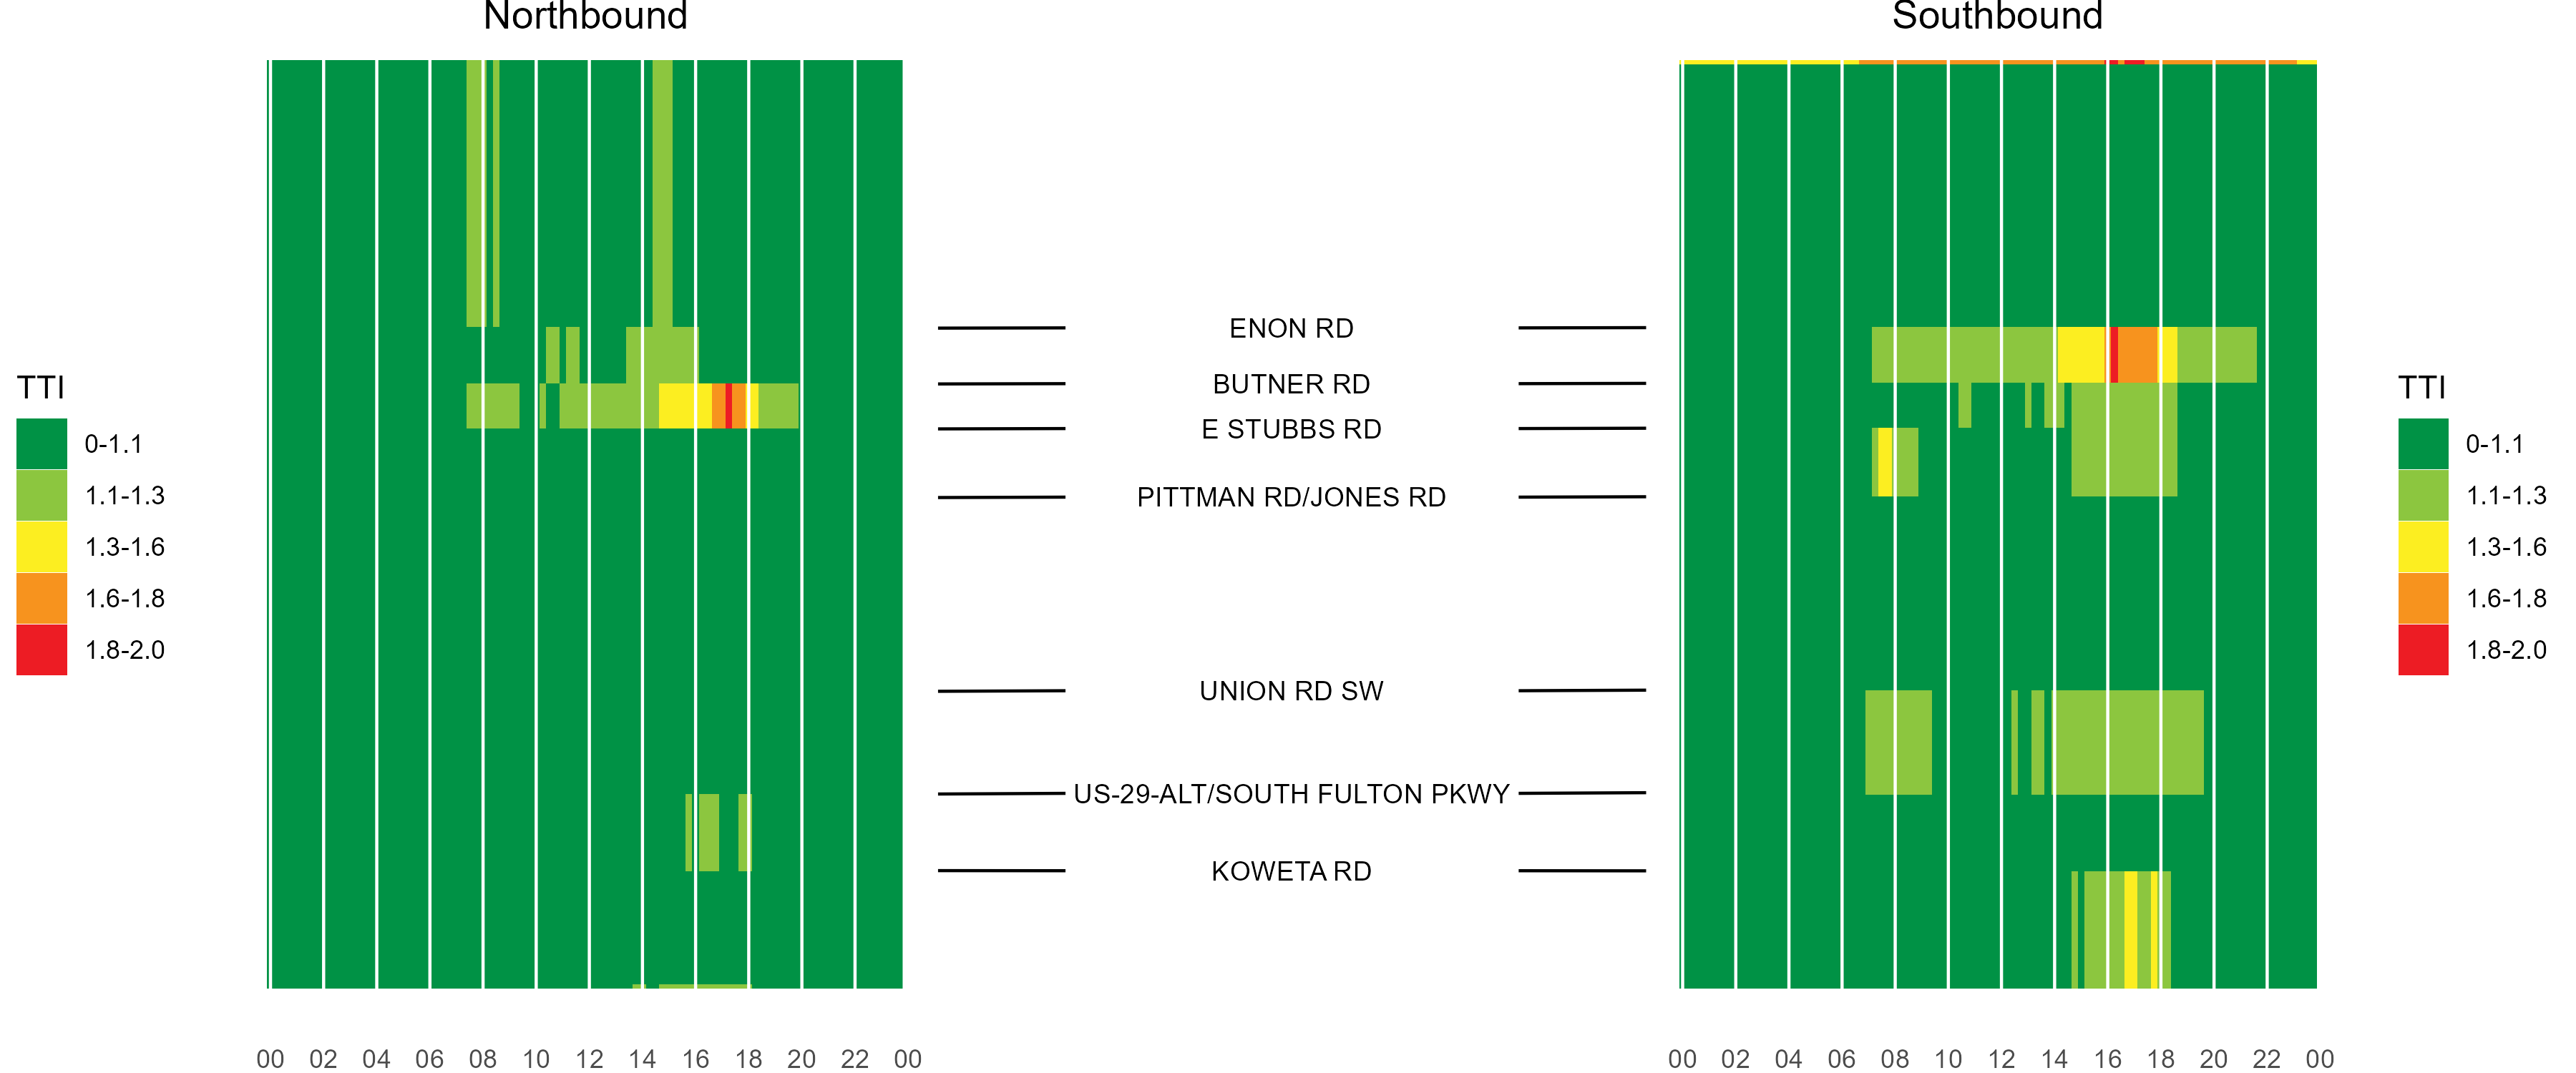 Northbound
Southbound
ENON RD
BUTNER RD
E STUBBS RD
PITTMAN RD/JONES RD
UNION RD SW
US-29-ALT/SOUTH FULTON PKWY
KOWETA RD
TTI
0-1.1
1.1-1.3
1.3-1.6
1.6-1.8
1.8-2.0
TTI
0-1.1
1.1-1.3
1.3-1.6
1.6-1.8
1.8-2.0
00 02 04 06 08 10 12 14 16 18 20 22 00
00 02 04 06 08 10 12 14 16 18 20 22 00